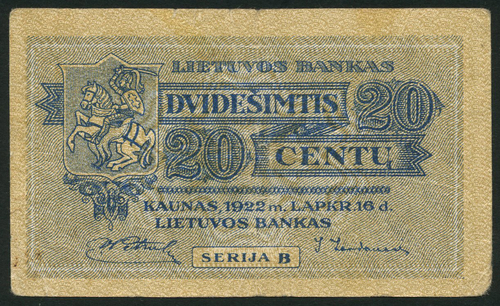 LIETUVOS BANKAS
DVIDEŠIMTIS 20
20 CENTŲ
KAUNAS, 1922 m. LAPKR. 16 d.
LIETUVOS BANKAS
SERIJA B